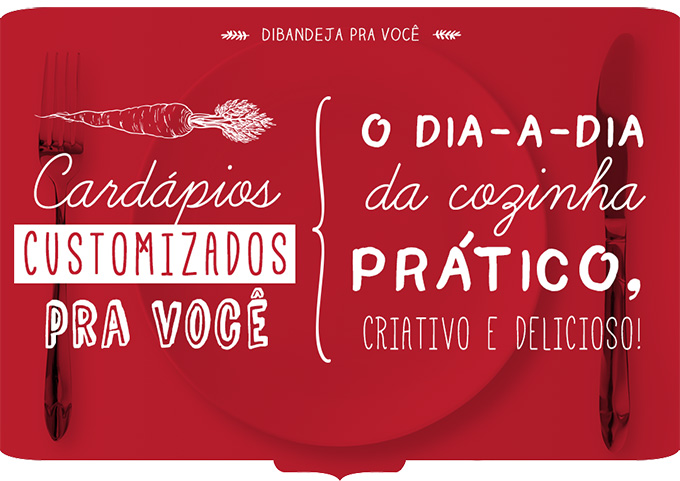 DIBANDEJA PRA VOCÊ
Cardápios
CUSTOMIZADOS
PRA VOCÊ
O DIA-A-DIA
da cozinha
PRÁTICO,
CRIATIVO E DELICIOSO!